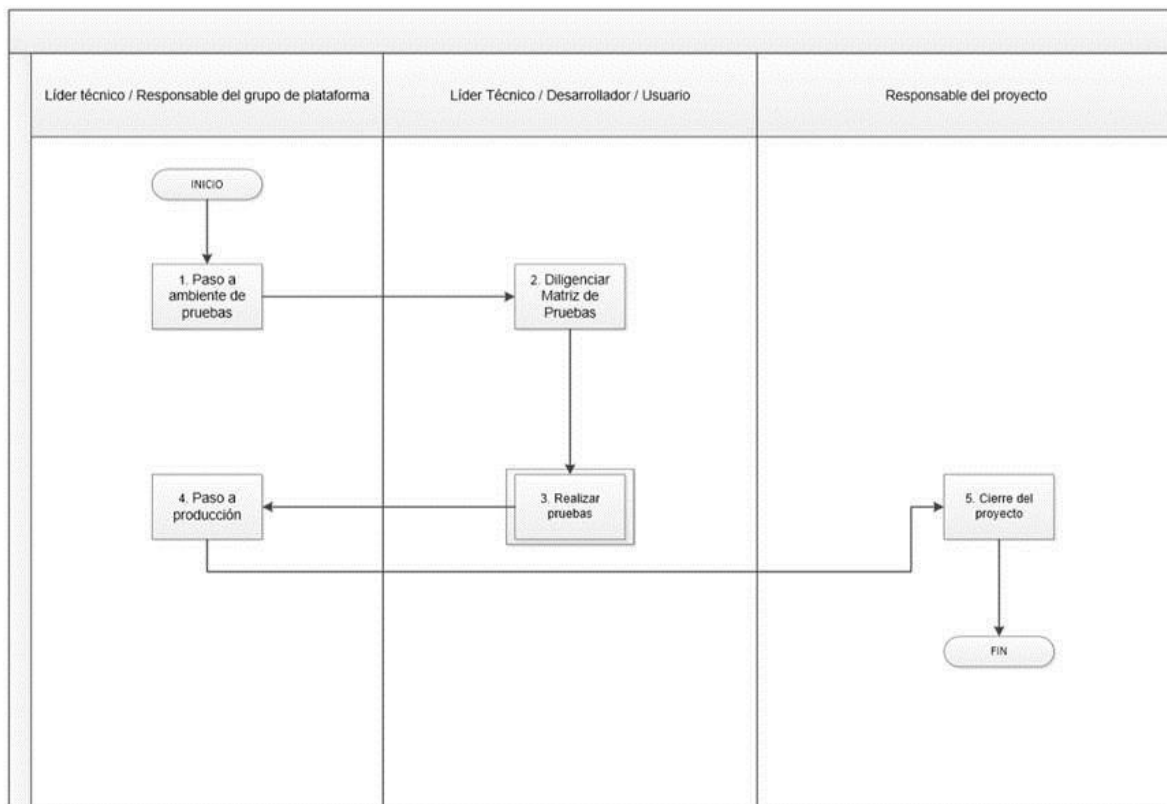 Líder técnico / Responsable del grupo de plataforma
Líder Técnico / Desarrollador / Usuario
Responsable del proyecto
INICIO
1. Paso a
ambiente de
pruebas
2. Diligenciar
Matriz de
Pruebas
3. Realizar
pruebas
4. Paso a
producción
5. Cierre del
proyecto
FIN